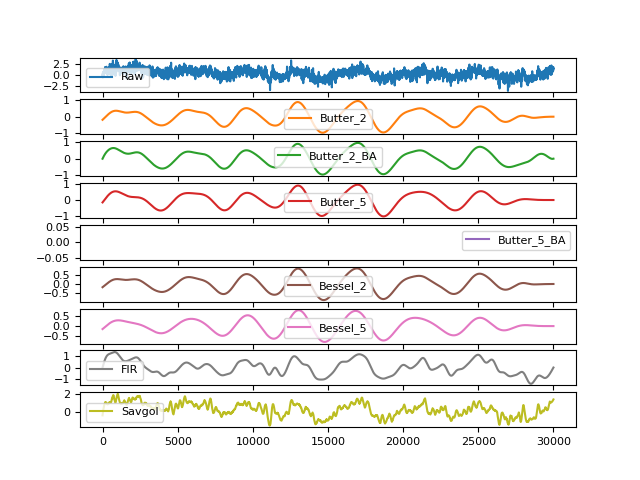 2.5
0.0
−2.5
Raw
1
0
−1
Butter_2
1
0
−1
Butter_2_BA
1
0
−1
Butter_5
0.05
0.00
−0.05
Butter_5_BA
0.5
0.0
−0.5
Bessel_2
0.5
0.0
−0.5
Bessel_5
1
0
−1
FIR
2
0
Savgol
0 5000 10000 15000 20000 25000 30000